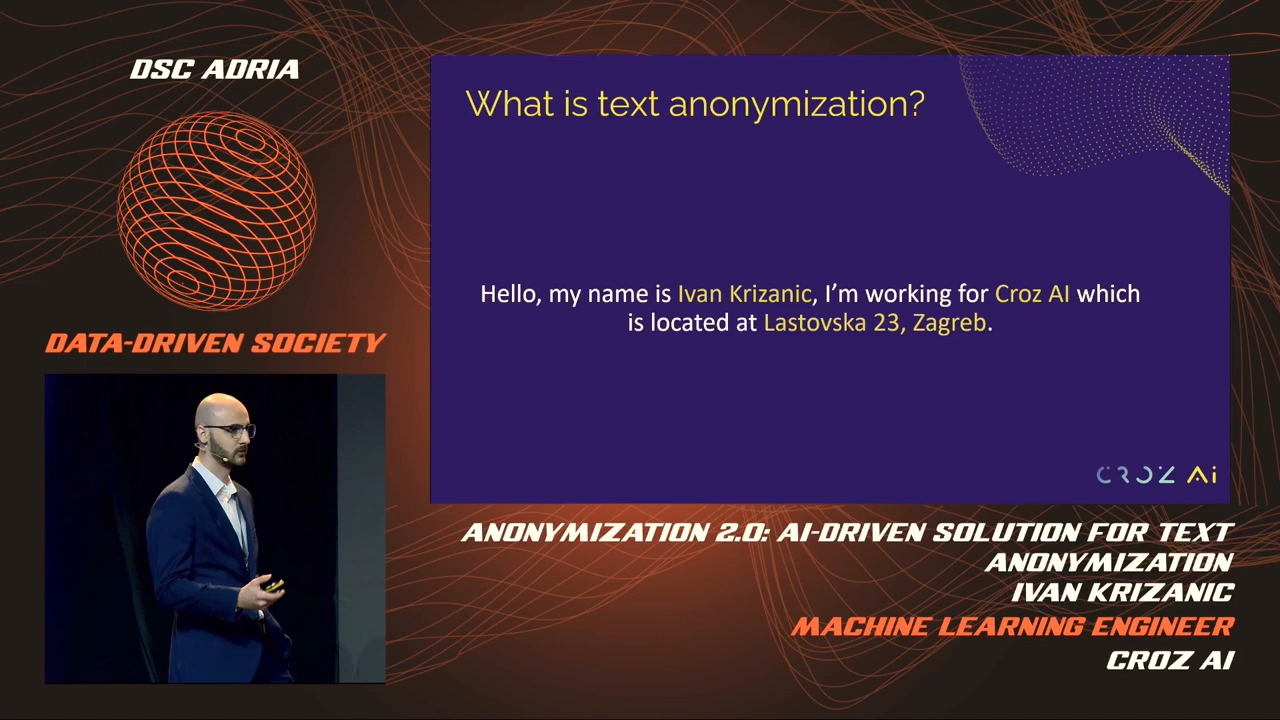 DSC ADRIA
DATA-DRIVEN SOCIETY
What is text anonymization?
Hello, my name is Ivan Krizanic, I’m working for Croz AI which
is located at Lastovska 23, Zagreb.
CROZ Ai
ANONYMIZATION 2.0: AI-DRIVEN SOLUTION FOR TEXT
ANONYMIZATION
IVAN KRIZANIC
MACHINE LEARNING ENGINEER
CROZ AI